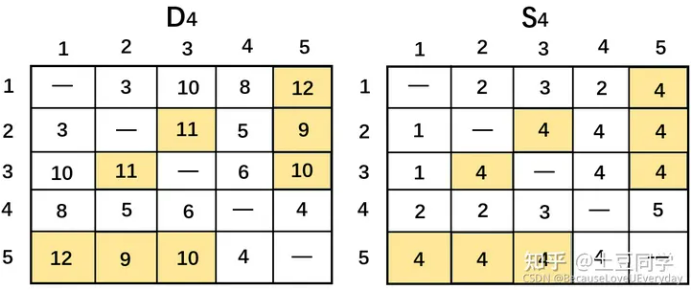 D4 S4
1 2 3 4 5 1 2 3 4 5
1 — 3 10 8 12 1 — 2 3 2 4
2 3 — 11 5 9 2 1 — 4 4 4
3 10 11 — 6 10 3 1 4 — 4 4
4 8 5 6 — 4 4 2 2 3 — 5
5 12 9 10 4 — 5 4 4 4 4 —
知乎 @土豆同学
CSDN @BecauseLoveUEveryday